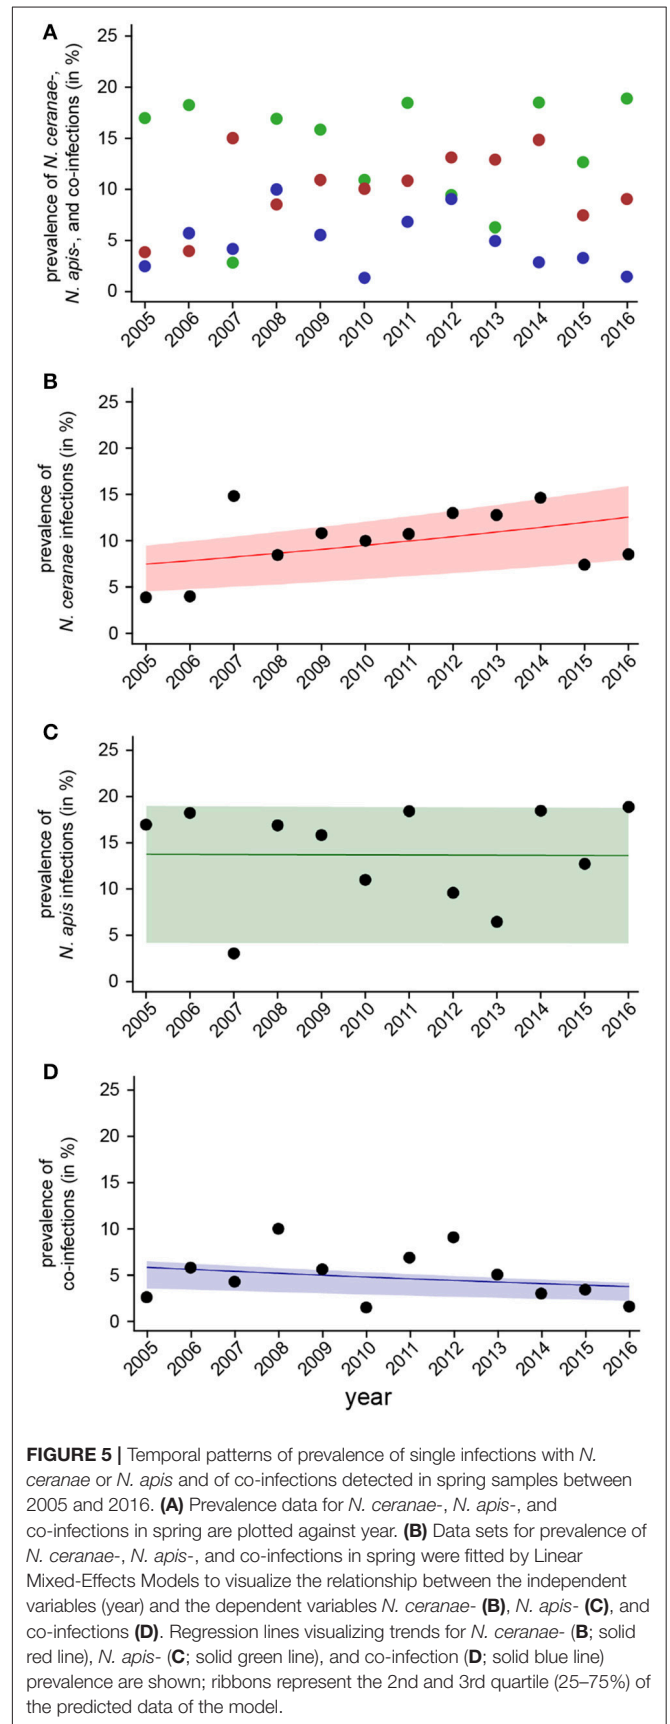 A
prevalence of N. ceranae-,
N. apis-, and co-infections (in %)
25
20
15
10
5
0
2005 2006 2007 2008 2009 2010 2011 2012 2013 2014 2015 2016
B
prevalence of
N. ceranae infections (in %)
25
20
15
10
5
0
2005 2006 2007 2008 2009 2010 2011 2012 2013 2014 2015 2016
C
prevalence of
N. apis infections (in %)
25
20
15
10
5
0
2005 2006 2007 2008 2009 2010 2011 2012 2013 2014 2015 2016
D
prevalence of
co-infections (in %)
25
20
15
10
5
0
2005 2006 2007 2008 2009 2010 2011 2012 2013 2014 2015 2016
year
FIGURE 5 | Temporal patterns of prevalence of single infections with N.
ceranae or N. apis and of co-infections detected in spring samples between
2005 and 2016. (A) Prevalence data for N. ceranae-, N. apis-, and
co-infections in spring are plotted against year. (B) Data sets for prevalence of
N. ceranae-, N. apis-, and co-infections in spring were fitted by Linear
Mixed-Effects Models to visualize the relationship between the independent
variables (year) and the dependent variables N. ceranae- (B), N. apis- (C), and
co-infections (D). Regression lines visualizing trends for N. ceranae- (B; solid
red line), N. apis- (C; solid green line), and co-infection (D; solid blue line)
prevalence are shown; ribbons represent the 2nd and 3rd quartile (25–75%) of
the predicted data of the model.